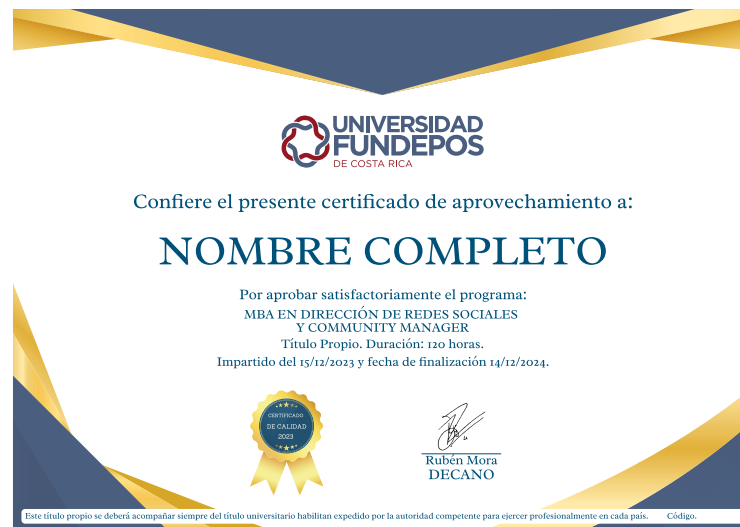 UNIVERSIDAD
FUNDEPOS
DE COSTA RICA
Confiere el presente certificado de aprovechamiento a:
NOMBRE COMPLETO
Por aprobar satisfactoriamente el programa:
MBA EN DIRECCIÓN DE REDES SOCIALES
Y COMMUNITY MANAGER
Título Propio. Duración: 120 horas.
Impartido del 15/12/2023 y fecha de finalización 14/12/2024.
CERTIFICADO
DE CALIDAD
2023
Rubén Mora
DECANO
Este título propio se deberá acompañar siempre del título universitario habilitan expedido por la autoridad competente para ejercer profesionalmente en cada país. Código.